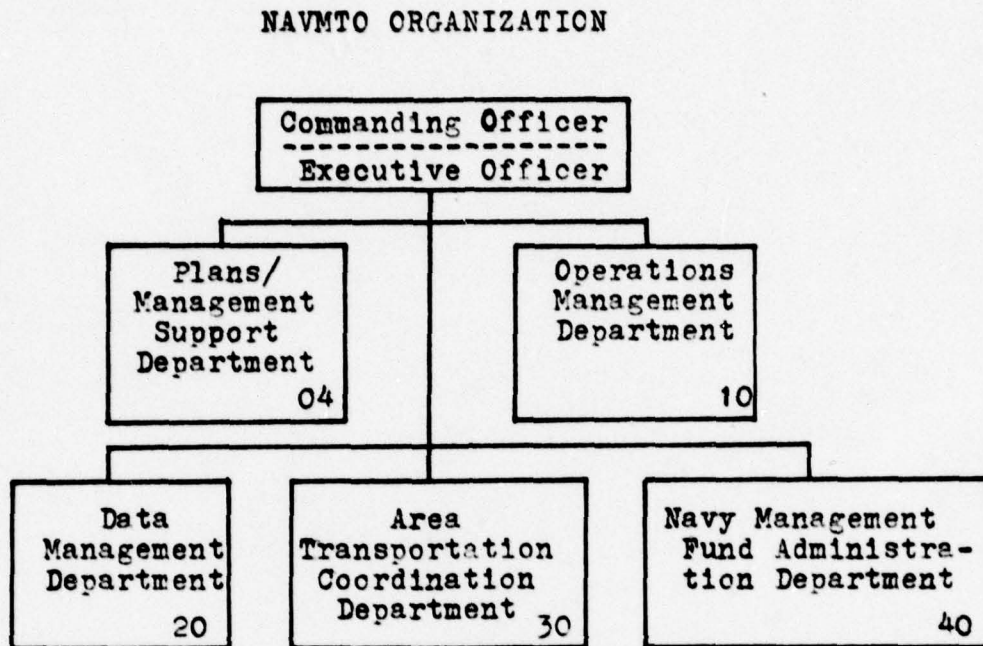 NAVMTO ORGANIZATION
Commanding Officer
Executive Officer
Plans/
Management
Support
Department
04
Operations
Management
Department
10
Data
Management
Department
20
Area
Transportation
Coordination
Department
30
Navy Management
Fund Administra-
tion Department
40